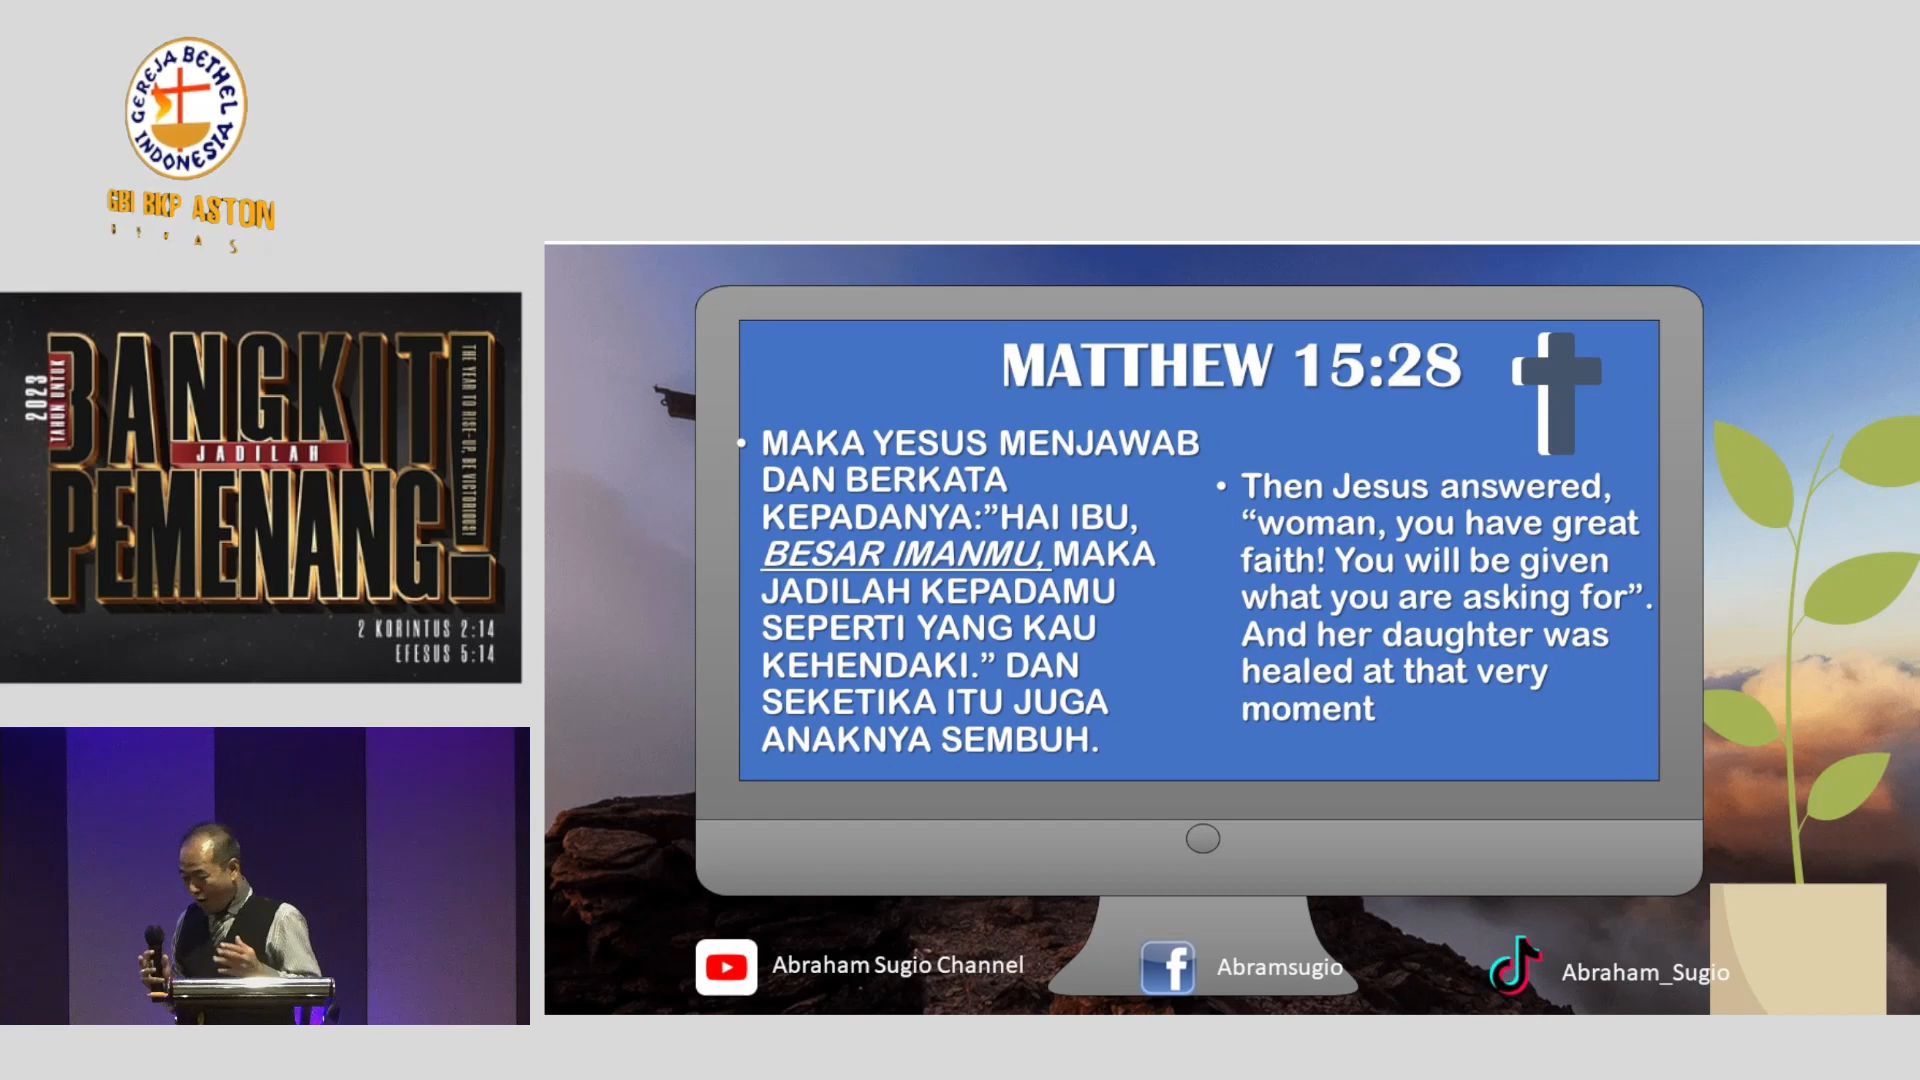 GEREJA BETHEL
INDONESIA
GBI BKP ASTON
2023
TAHUN UNTUK
BANGKIT
JADILAH
PEMENANG!
THE YEAR TO RISE-UP, BE VICTORIOUS!
2 KORINTUS 2:14
EFESUS 5:14
MATTHEW 15:28
• MAKA YESUS MENJAWAB
DAN BERKATA
KEPADANYA:”HAI IBU,
BESAR IMANMU, MAKA
JADILAH KEPADAMU
SEPERTI YANG KAU
KEHENDAKI.” DAN
SEKETIKA ITU JUGA
ANAKNYA SEMBUH.
• Then Jesus answered,
“woman, you have great
faith! You will be given
what you are asking for”.
And her daughter was
healed at that very
moment
Abraham Sugio Channel
Abramsugio
Abraham_Sugio